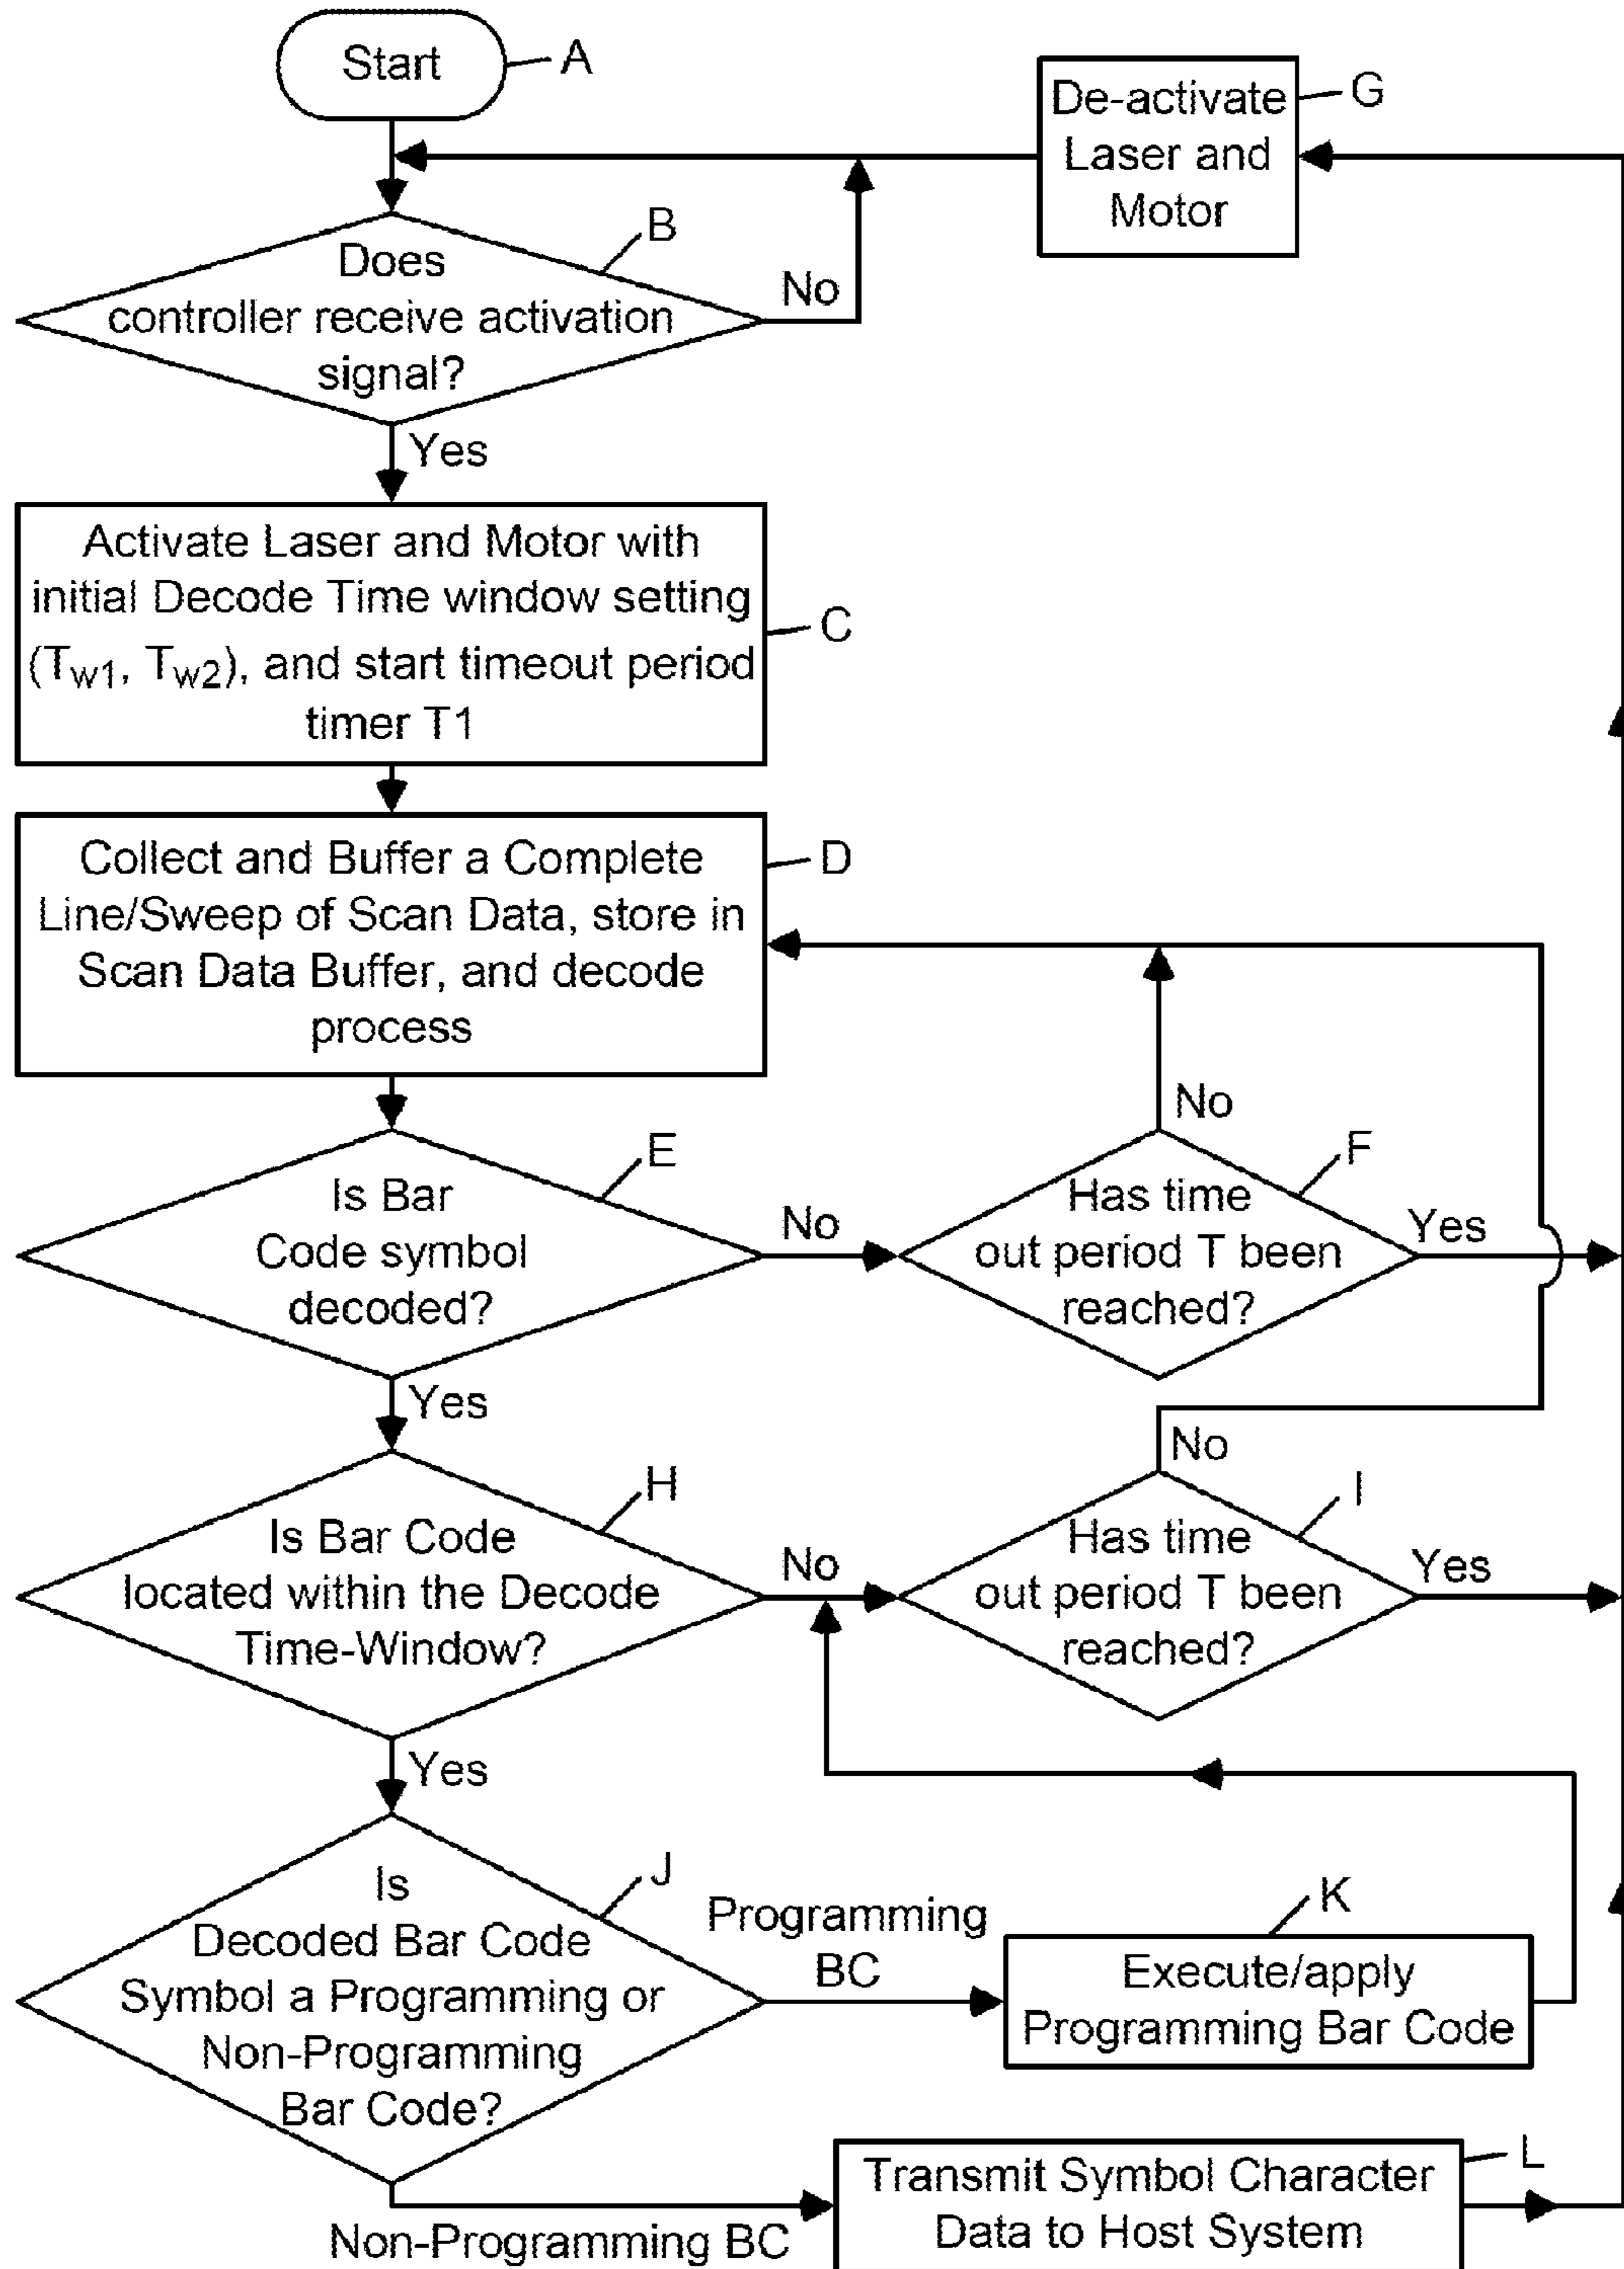 Start
A
De-activate
Laser and
Motor
G
Does
controller receive activation
signal?
B
No
Yes
Activate Laser and Motor with
initial Decode Time window setting
(Tw1, Tw2), and start timeout period
timer T1
C
Collect and Buffer a Complete
Line/Sweep of Scan Data, store in
Scan Data Buffer, and decode
process
D
Is Bar
Code symbol
decoded?
E
No
Has time
out period T been
reached?
F
No
Yes
Yes
Is Bar Code
located within the Decode
Time-Window?
H
No
Has time
out period T been
reached?
I
No
Yes
Yes
Is
Decoded Bar Code
Symbol a Programming or
Non-Programming
Bar Code?
J
Programming
BC
Execute/apply
Programming Bar Code
K
Non-Programming BC
Transmit Symbol Character
Data to Host System
L